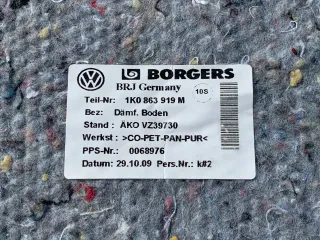 BORGERS
BRJ Germany
10S
Teil-Nr: 1K0 863 919 M
Bez: Dämf. Boden
Stand : ÄKO VZ39730
Werkst : >CO-PET-PAN-PUR<
PPS-Nr.: 0068976
Datum: 29.10.09 Pers.Nr.: k#2